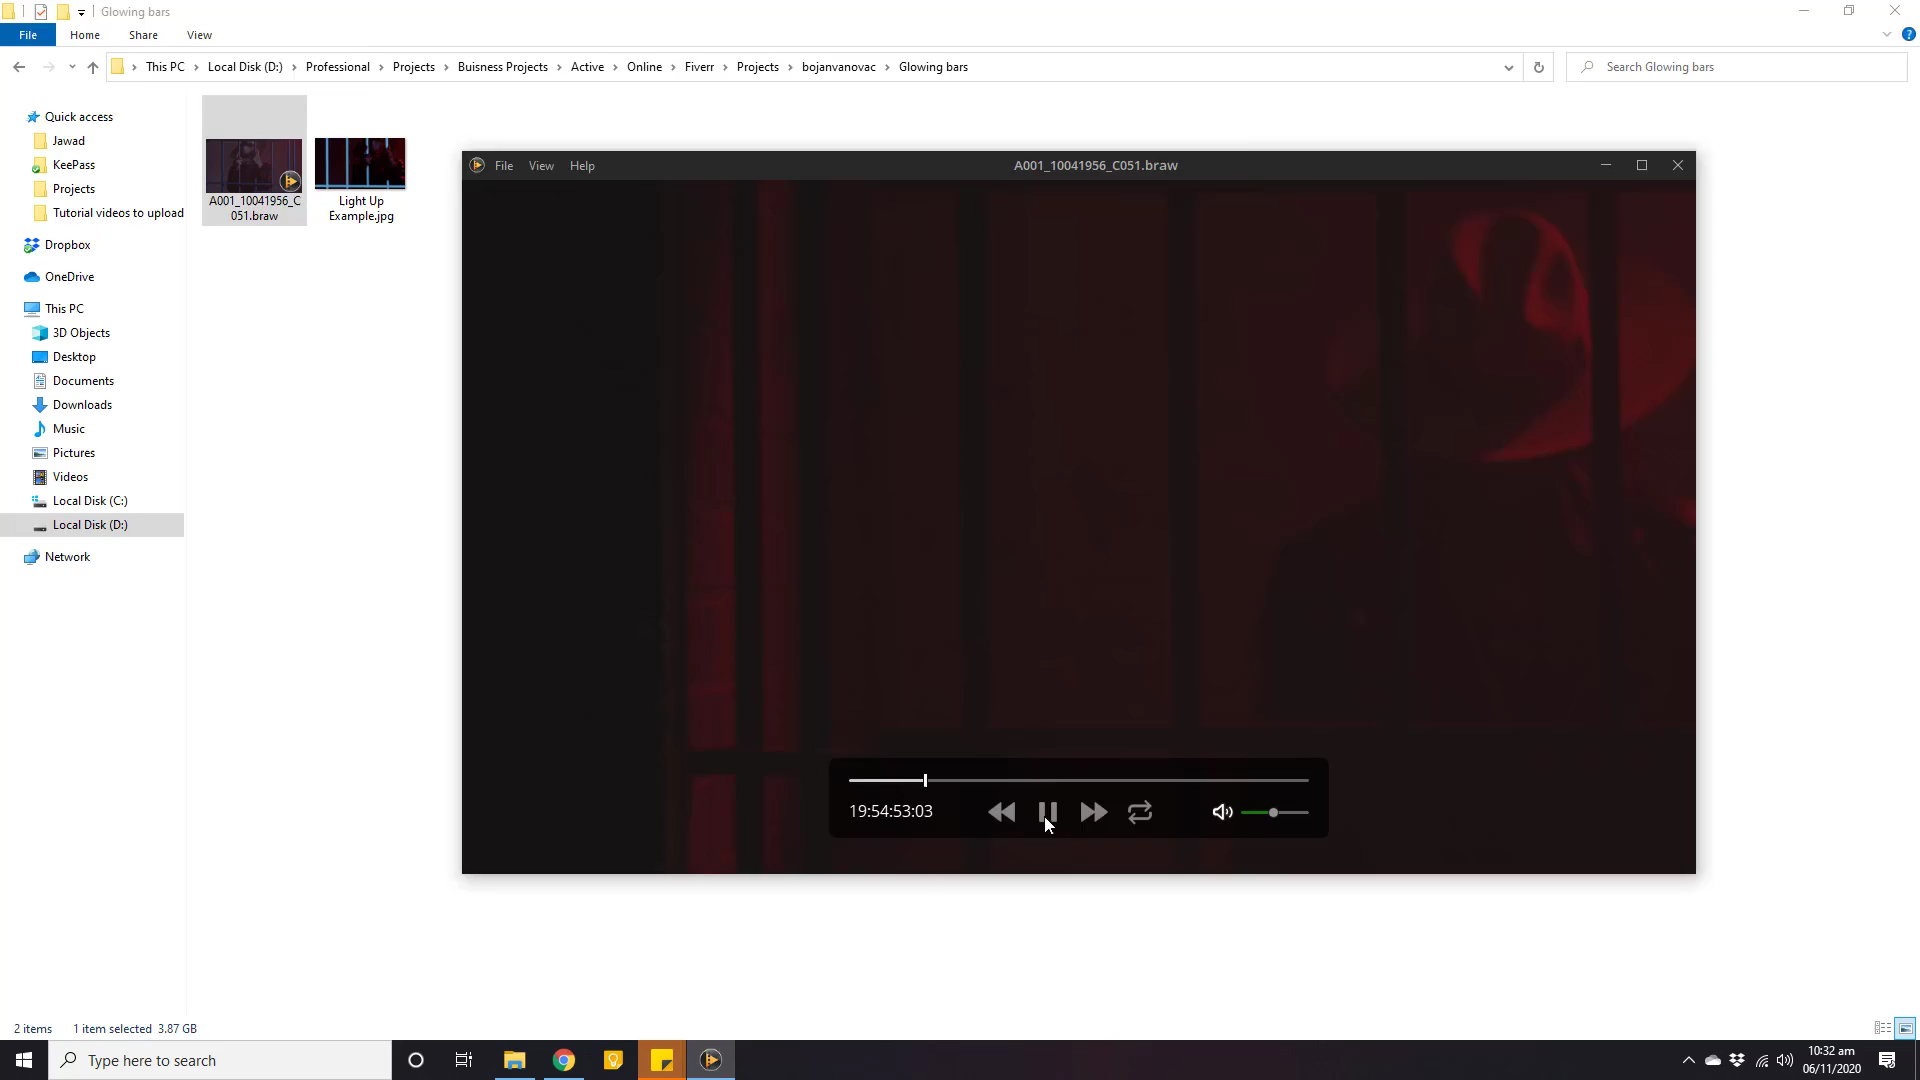 Glowing bars
File
Home
Share
View
This PC
Local Disk (D:)
Professional
Projects
Buisness Projects
Active
Online
Fiverr
Projects
bojanvanovac
Glowing bars
Search Glowing bars
Quick access
Jawad
KeePass
Projects
Tutorial videos to upload
Dropbox
OneDrive
This PC
3D Objects
Desktop
Documents
Downloads
Music
Pictures
Videos
Local Disk (C:)
Local Disk (D:)
Network
A001_10041956_C
051.braw
Light Up
Example.jpg
File
View
Help
A001_10041956_C051.braw
19:54:53:03
2 items
1 item selected 3.87 GB
Type here to search
10:32 am
06/11/2020